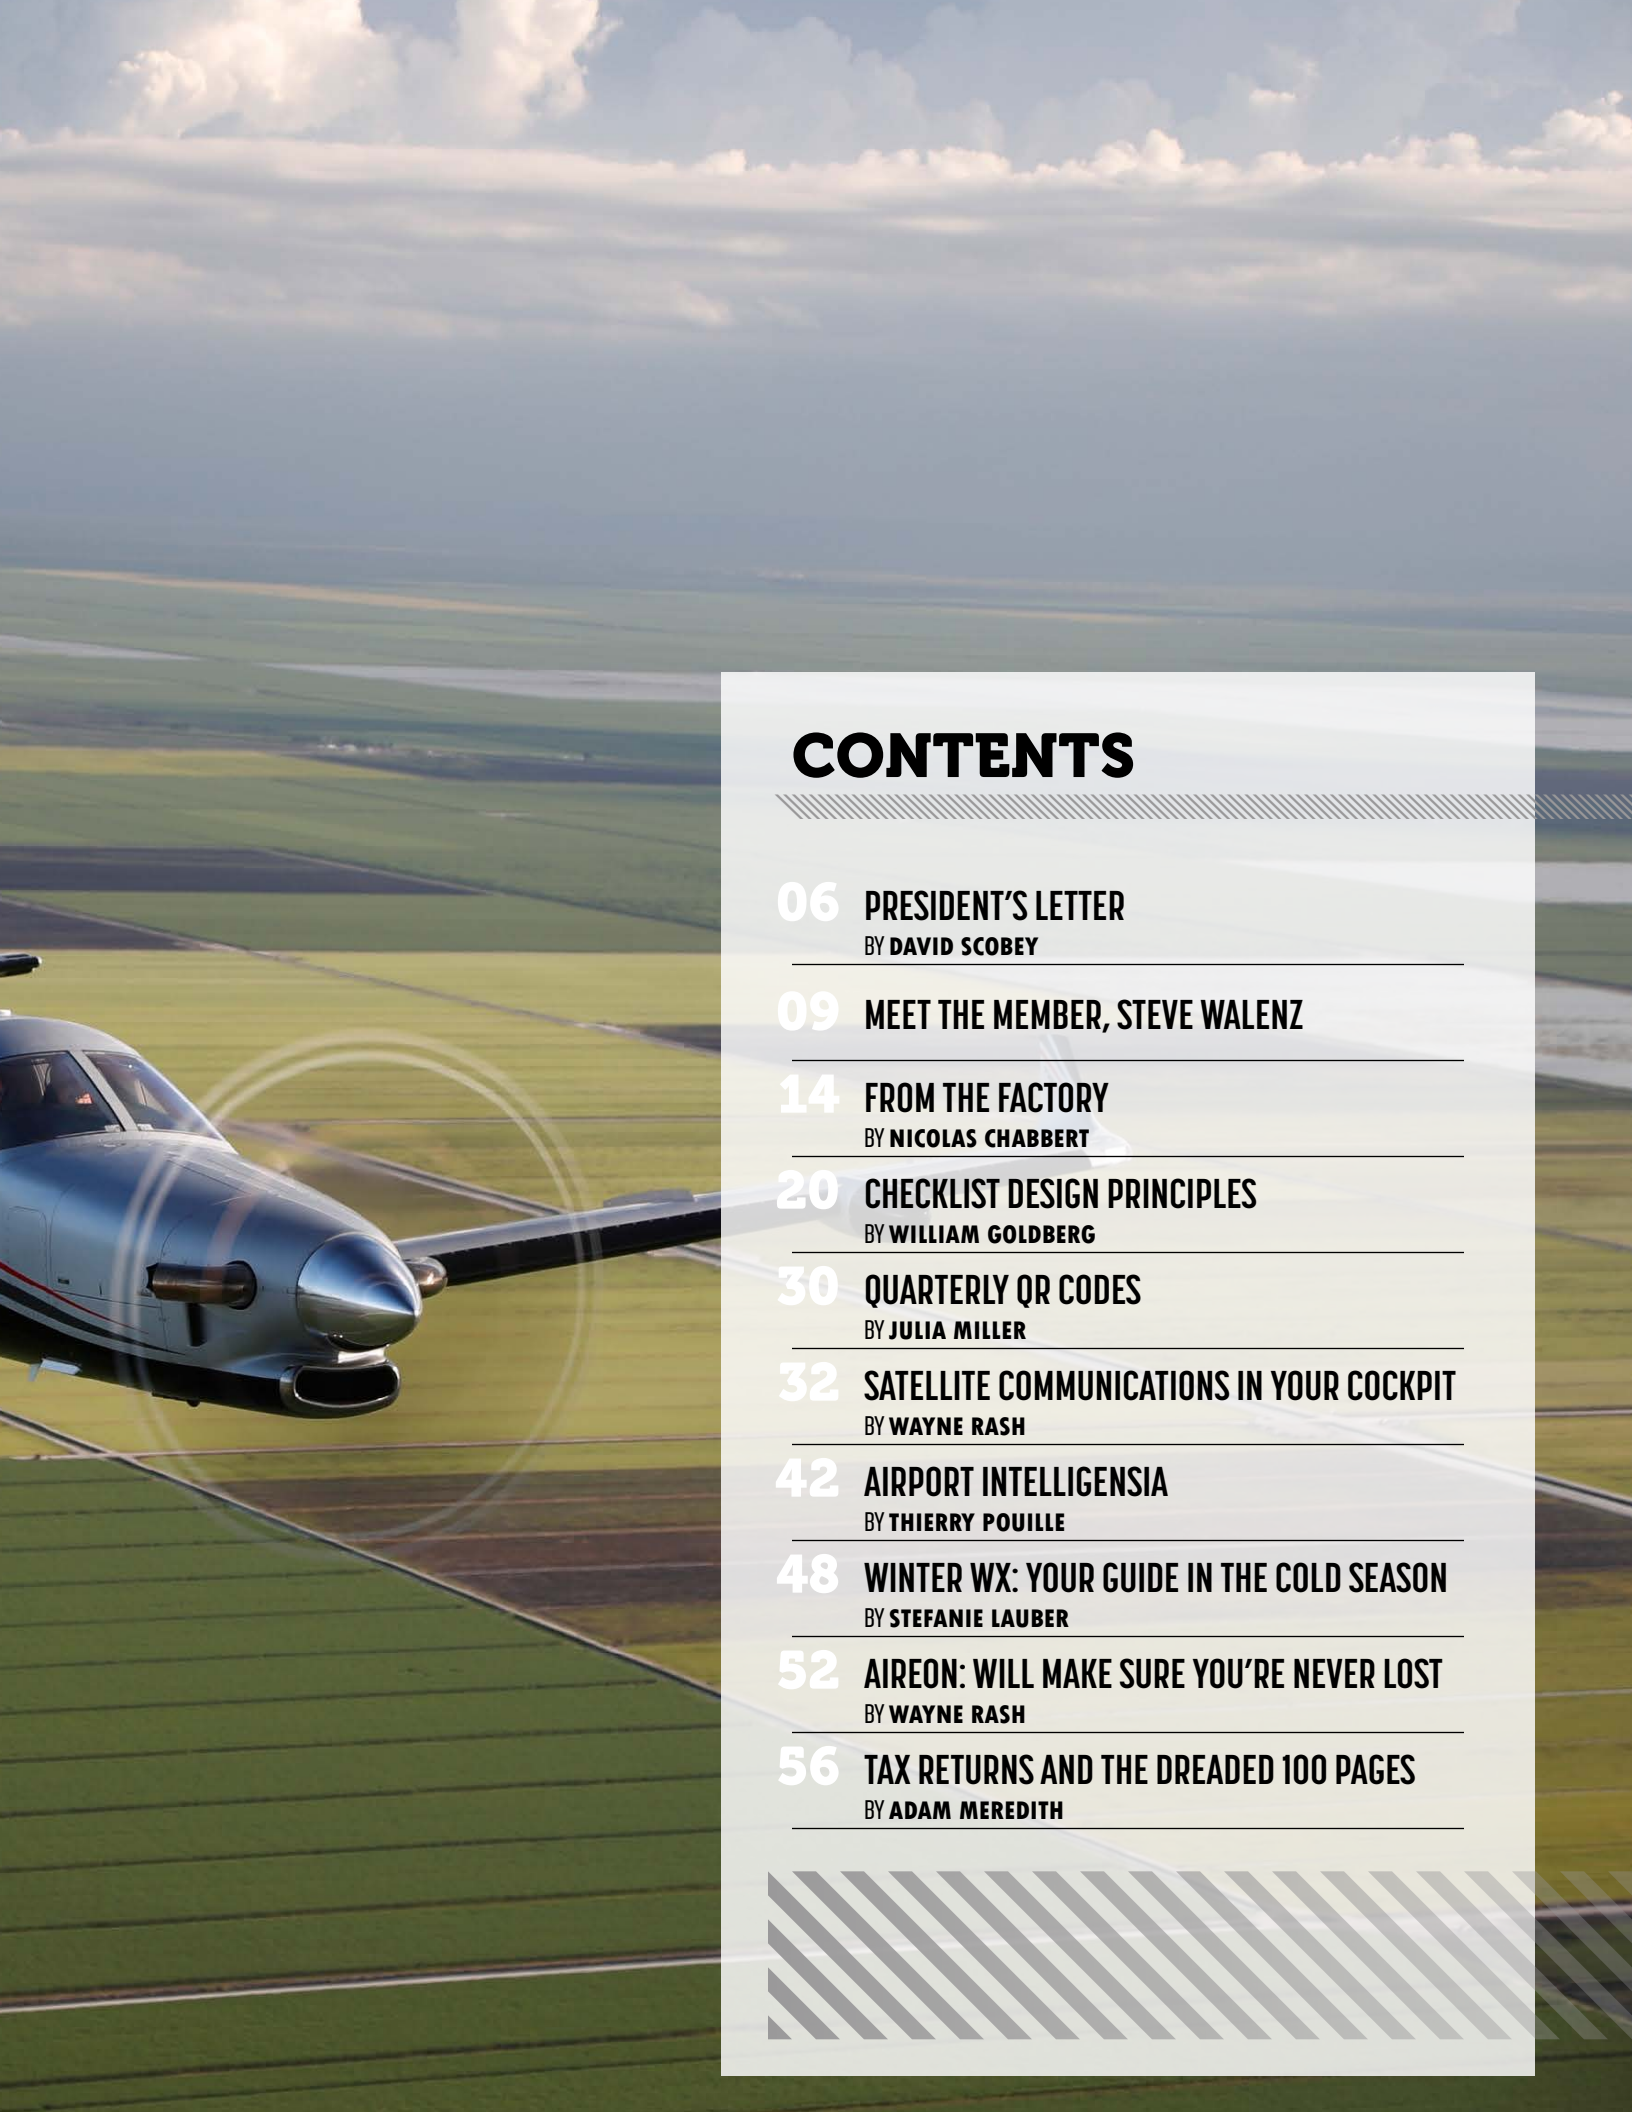 CONTENTS
06 PRESIDENT'S LETTER
BY DAVID SCOBEY
09 MEET THE MEMBER, STEVE WALENZ
14 FROM THE FACTORY
BY NICOLAS CHABBERT
20 CHECKLIST DESIGN PRINCIPLES
BY WILLIAM GOLDBERG
30 QUARTERLY QR CODES
BY JULIA MILLER
32 SATELLITE COMMUNICATIONS IN YOUR COCKPIT
BY WAYNE RASH
42 AIRPORT INTELLIGENSIA
BY THIERRY POUILLE
48 WINTER WX: YOUR GUIDE IN THE COLD SEASON
BY STEFANIE LAUBER
52 AIREON: WILL MAKE SURE YOU'RE NEVER LOST
BY WAYNE RASH
56 TAX RETURNS AND THE DREADED 100 PAGES
BY ADAM MEREDITH